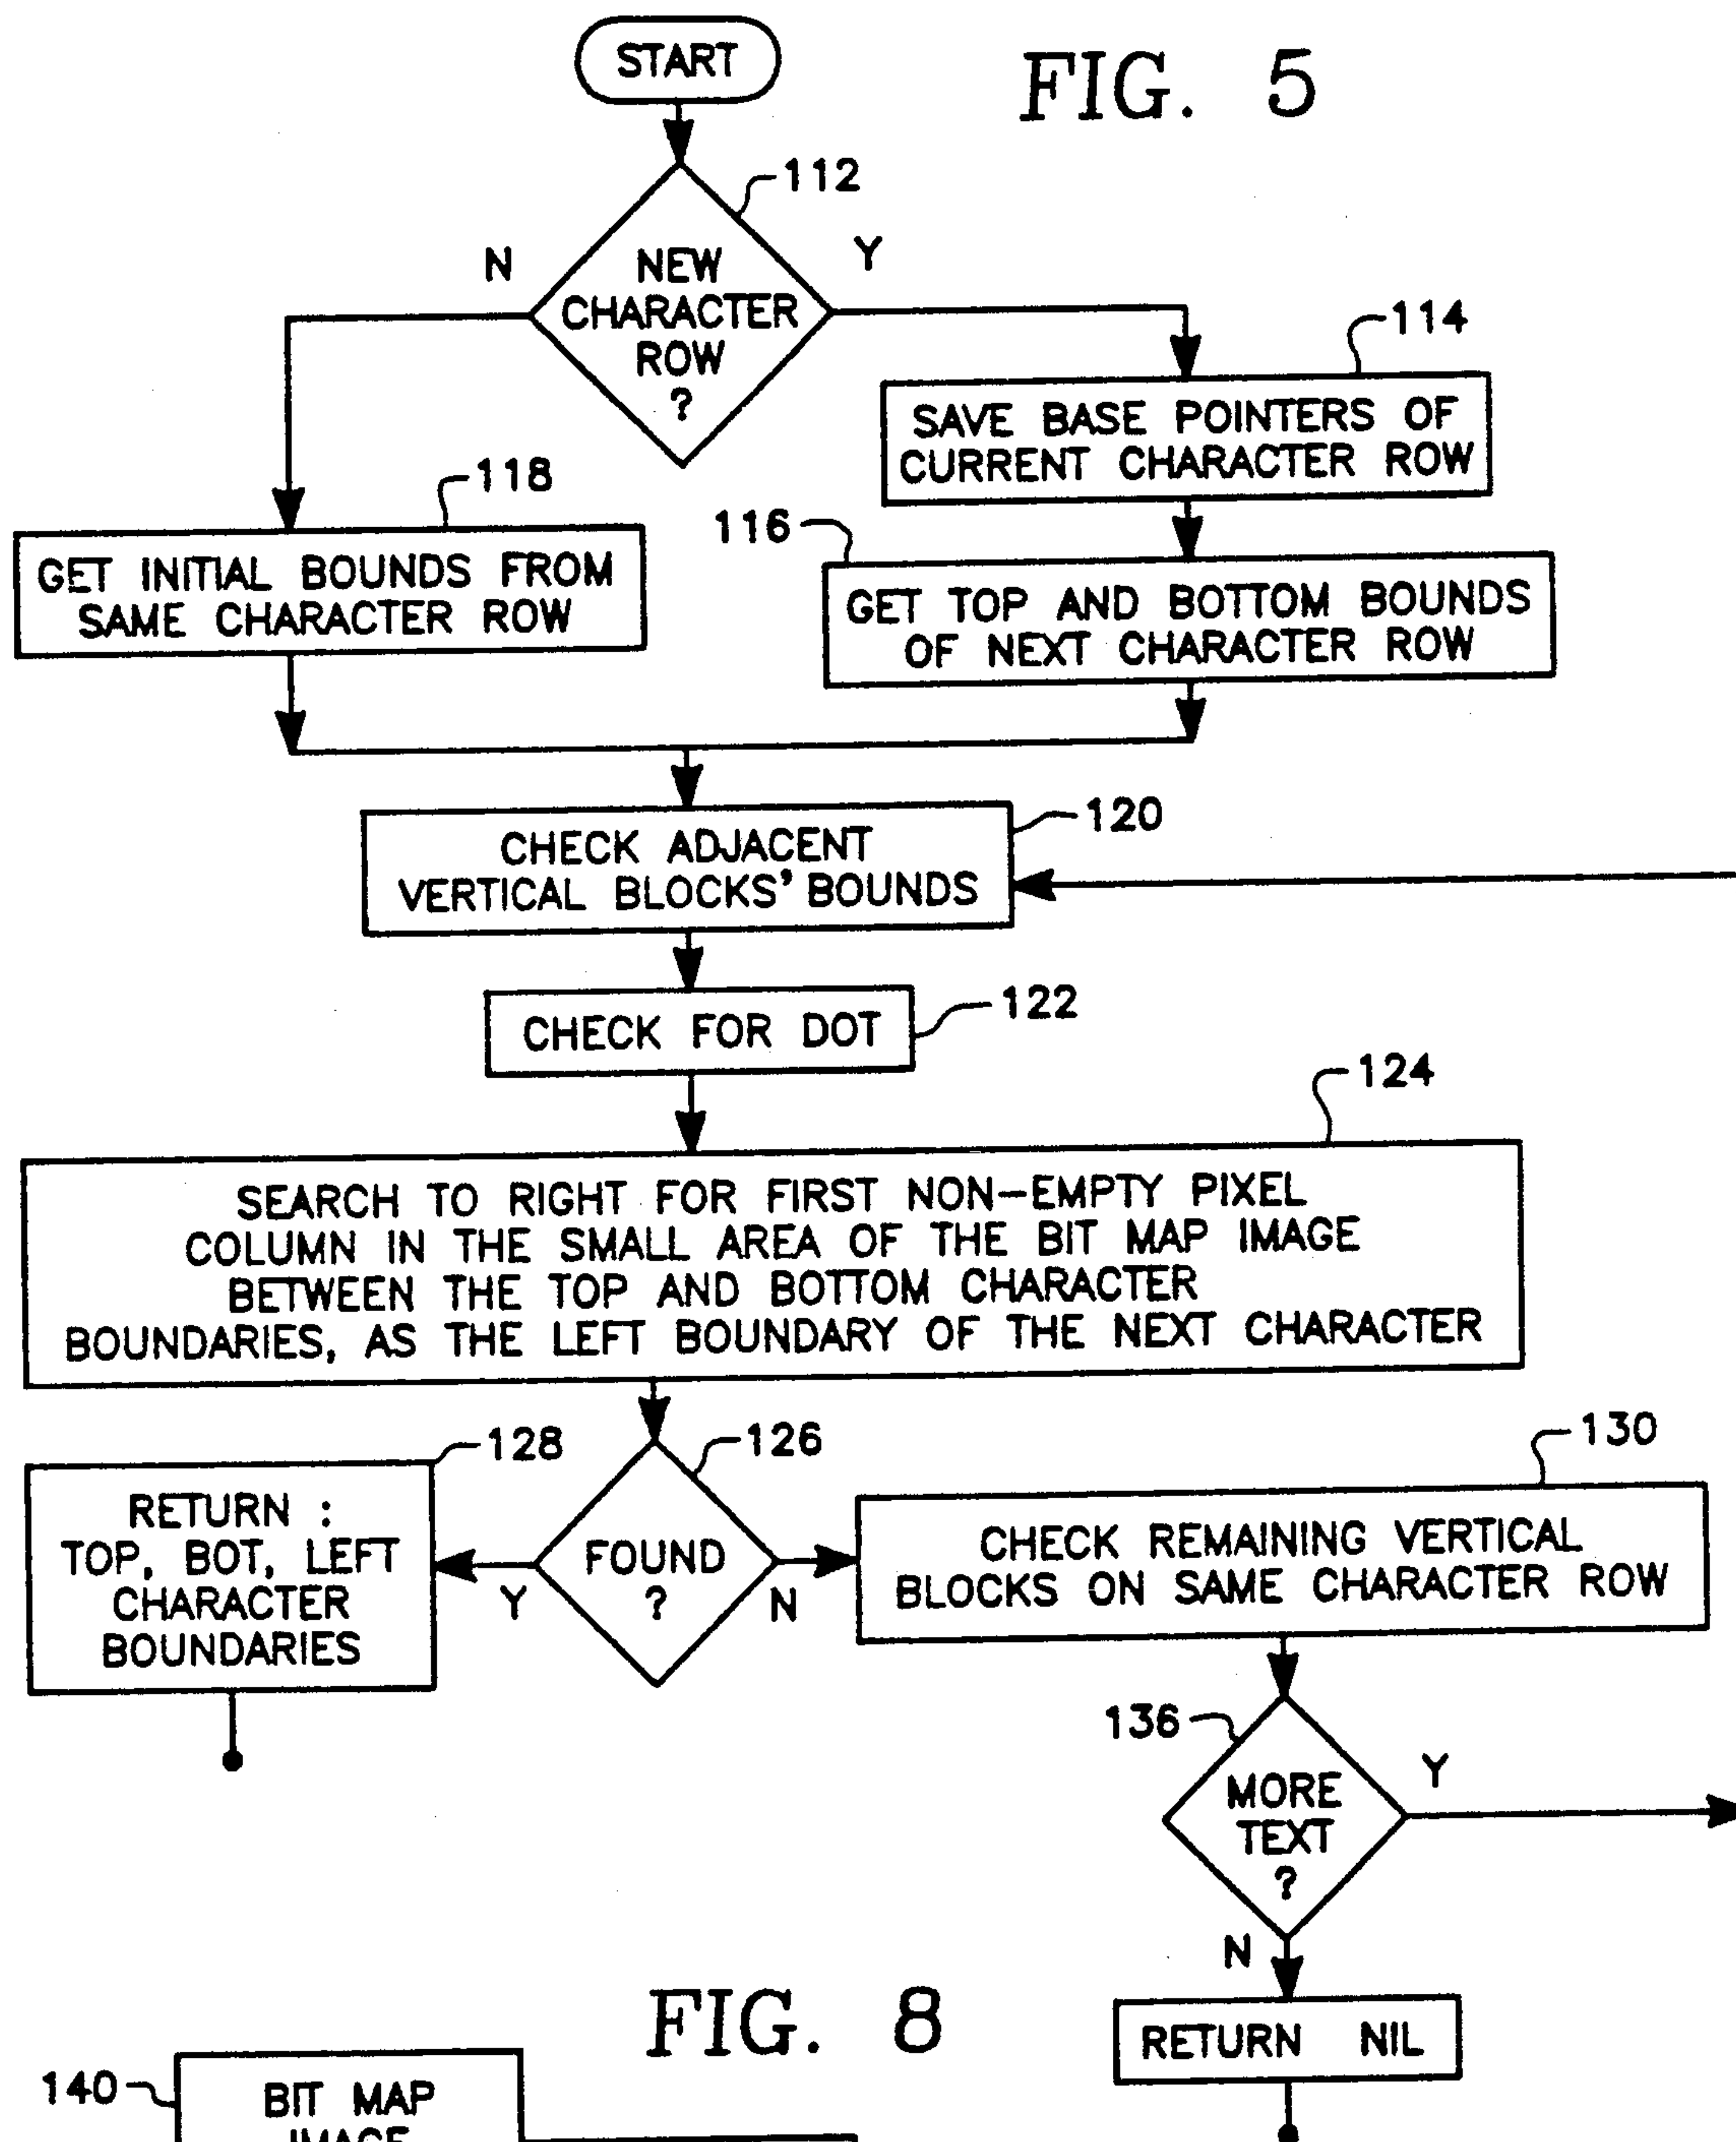 START
FIG. 5
112
N
Y
NEW
CHARACTER
ROW
?
114
SAVE BASE POINTERS OF
CURRENT CHARACTER ROW
118
GET INITIAL BOUNDS FROM
SAME CHARACTER ROW
116
GET TOP AND BOTTOM BOUNDS
OF NEXT CHARACTER ROW
120
CHECK ADJACENT
VERTICAL BLOCKS' BOUNDS
122
CHECK FOR DOT
124
SEARCH TO RIGHT FOR FIRST NON-EMPTY PIXEL
COLUMN IN THE SMALL AREA OF THE BIT MAP IMAGE
BETWEEN THE TOP AND BOTTOM CHARACTER
BOUNDARIES, AS THE LEFT BOUNDARY OF THE NEXT CHARACTER
128
RETURN :
TOP, BOT, LEFT
CHARACTER
BOUNDARIES
126
FOUND
?
Y
N
130
CHECK REMAINING VERTICAL
BLOCKS ON SAME CHARACTER ROW
136
MORE
TEXT
?
Y
N
RETURN NIL
FIG. 8
140
BIT MAP
IMAGE